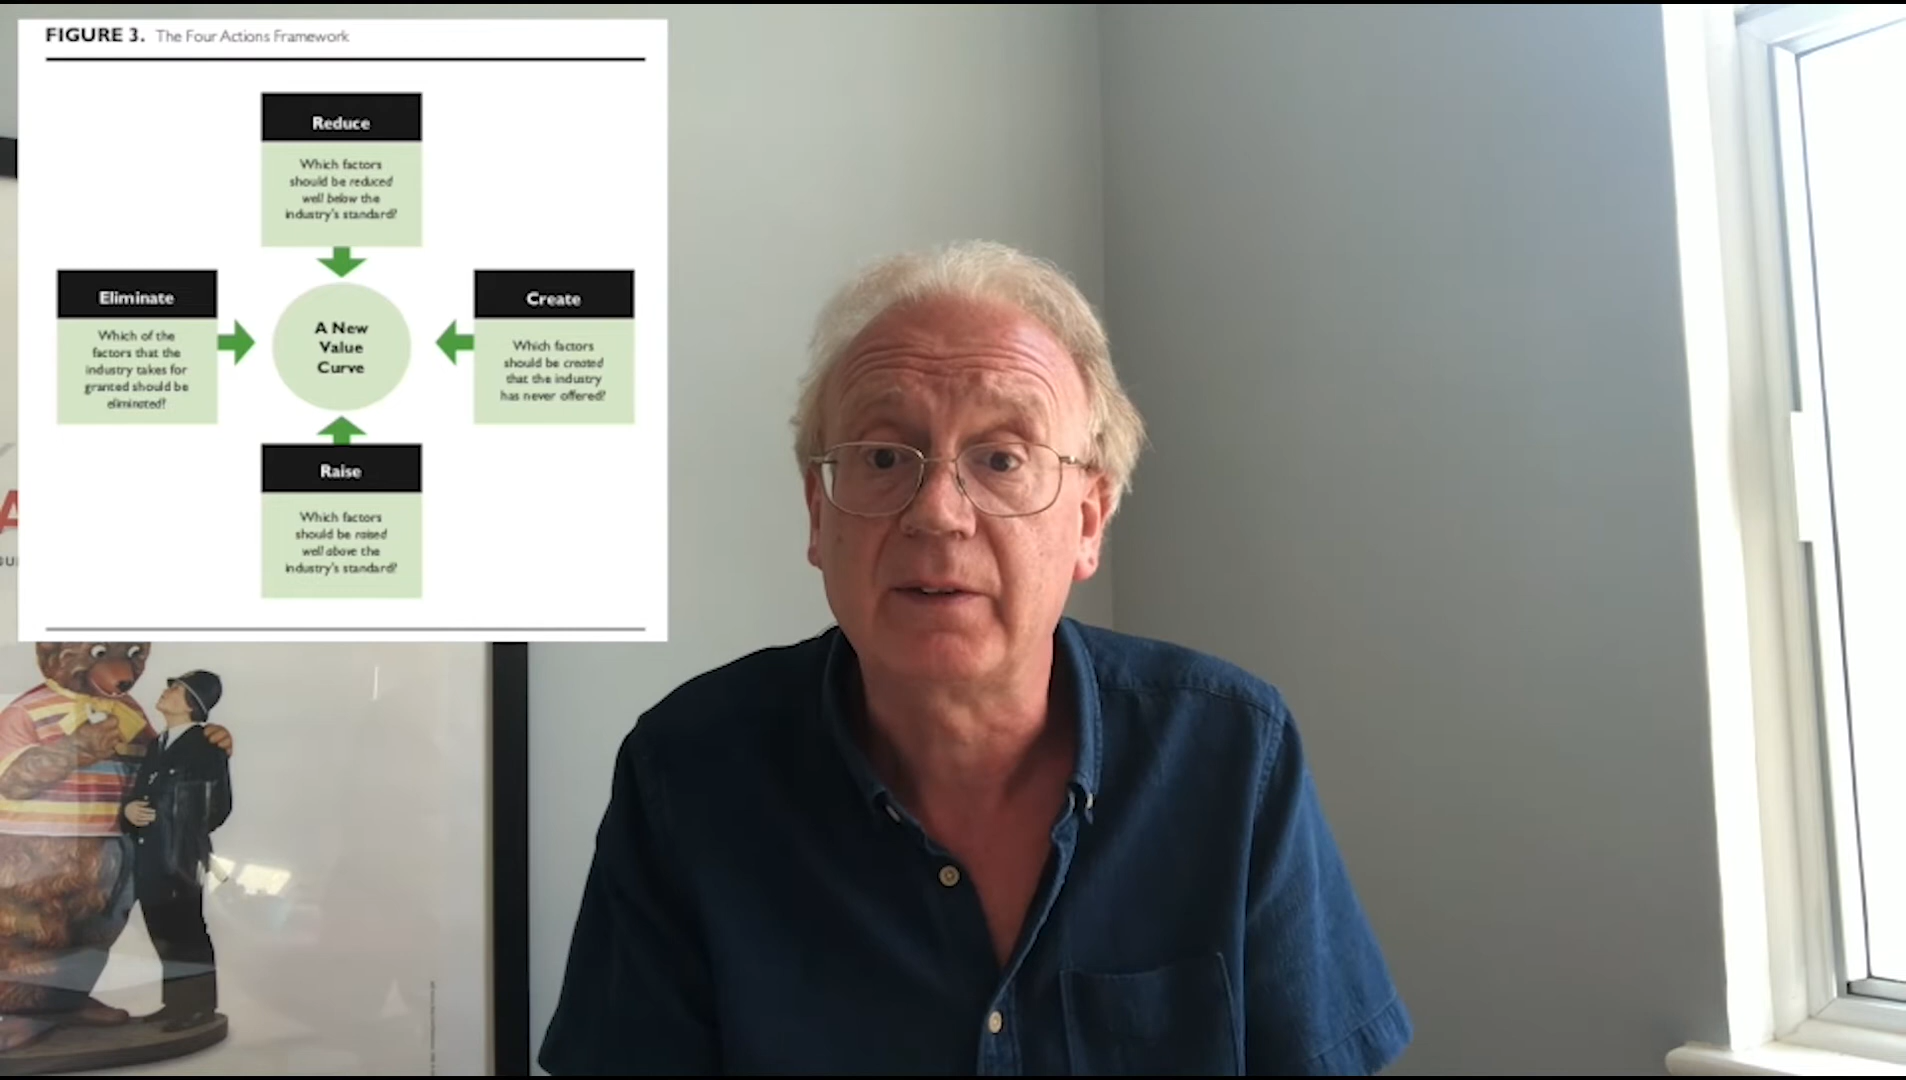 FIGURE 3. The Four Actions Framework
Reduce
Which factors
should be reduced
well below the
industry's standard?
Eliminate
Which of the
factors that the
industry takes for
granted should be
eliminated?
A New
Value
Curve
Create
Which factors
should be created
that the industry
has never offered?
Raise
Which factors
should be raised
well above the
industry's standard?